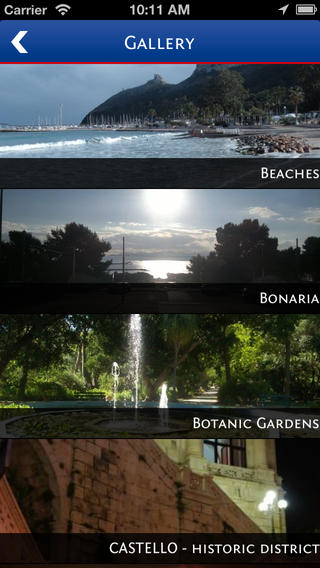 Carrier 10:11 AM
Gallery
Beaches
Bonaria
Botanic Gardens
CASTELLO - historic district